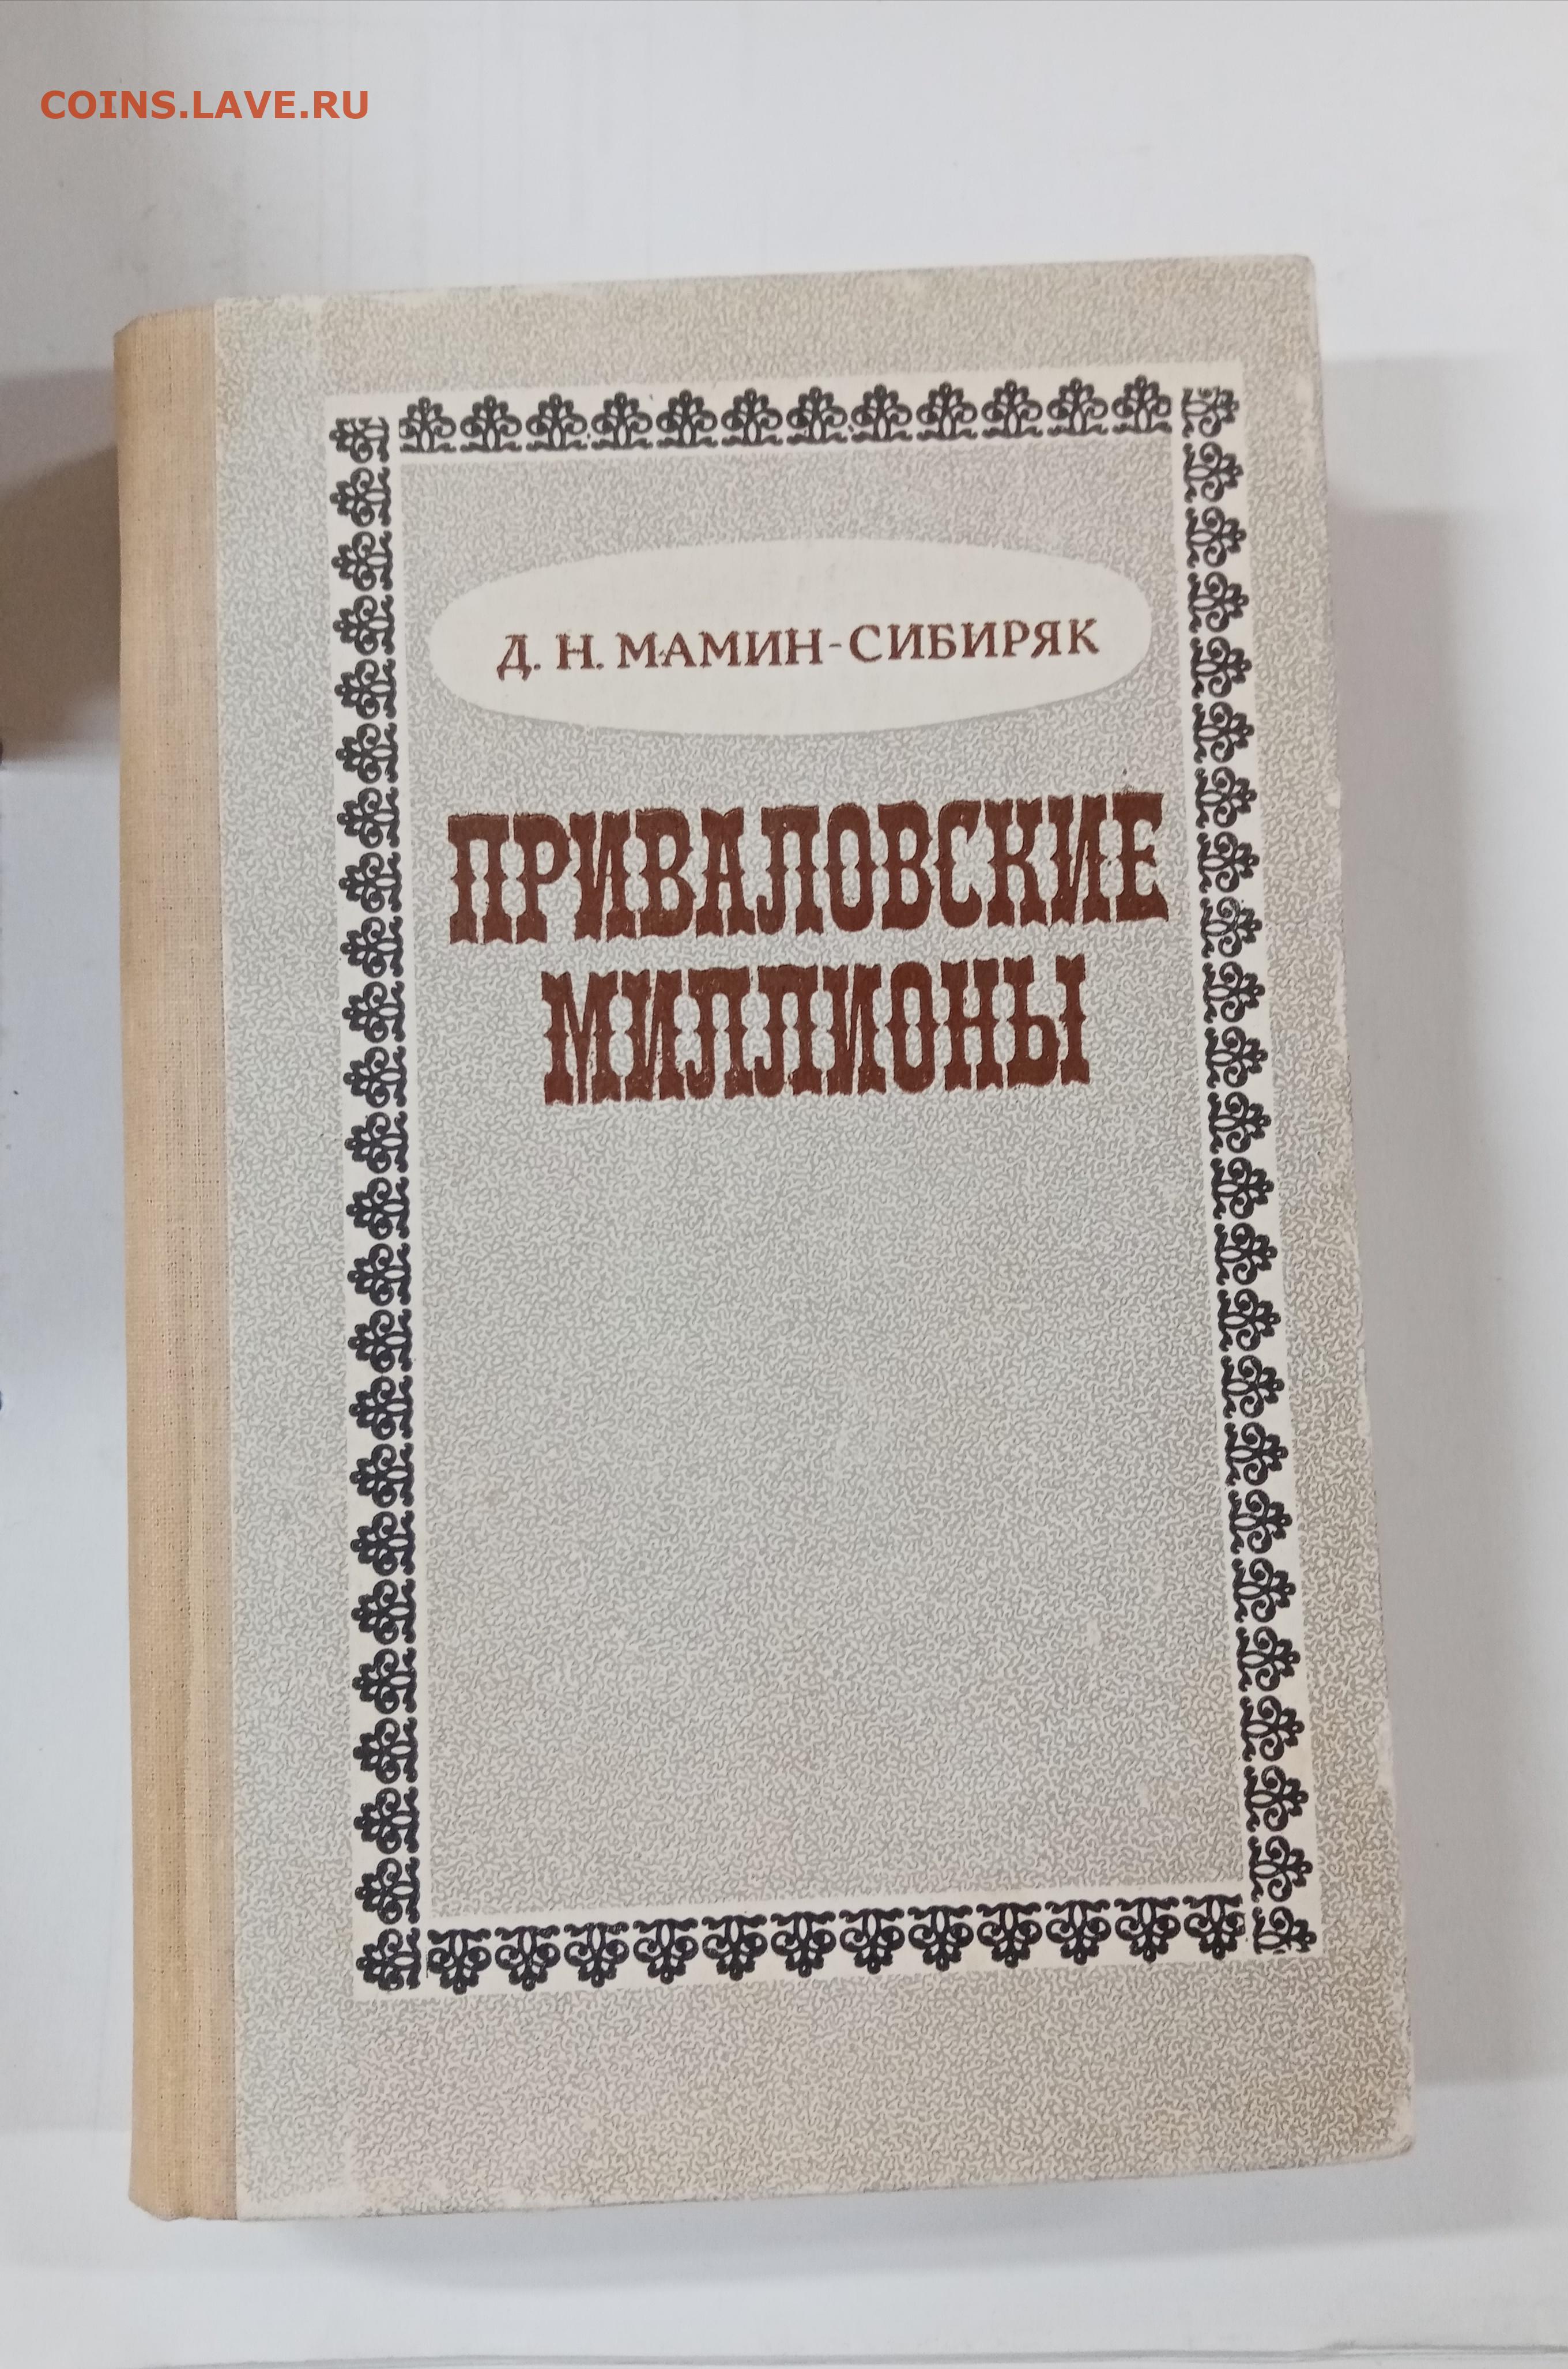 COINS.LAVE.RU
Д. Н. МАМИН-СИБИРЯК
ПРИВАЛОВСКИЕ
МИЛЛИОНЫ